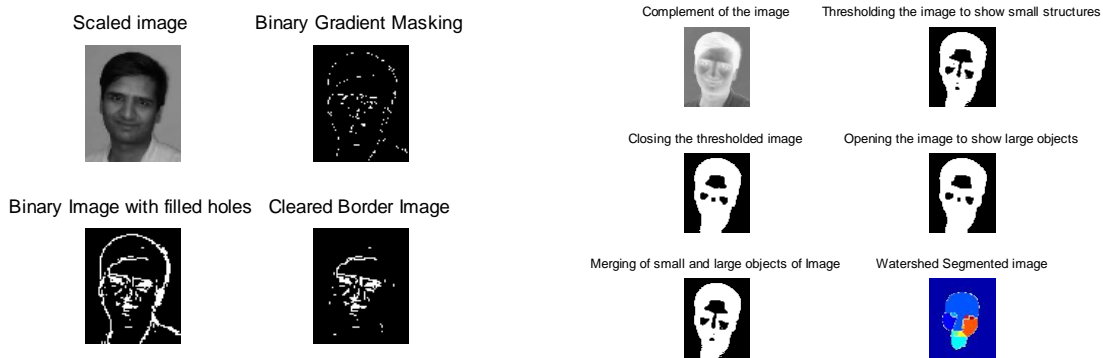 Scaled image
Binary Gradient Masking
Binary Image with filled holes
Cleared Border Image
Complement of the image
Thresholding the image to show small structures
Closing the thresholded image
Opening the image to show large objects
Merging of small and large objects of Image
Watershed Segmented image